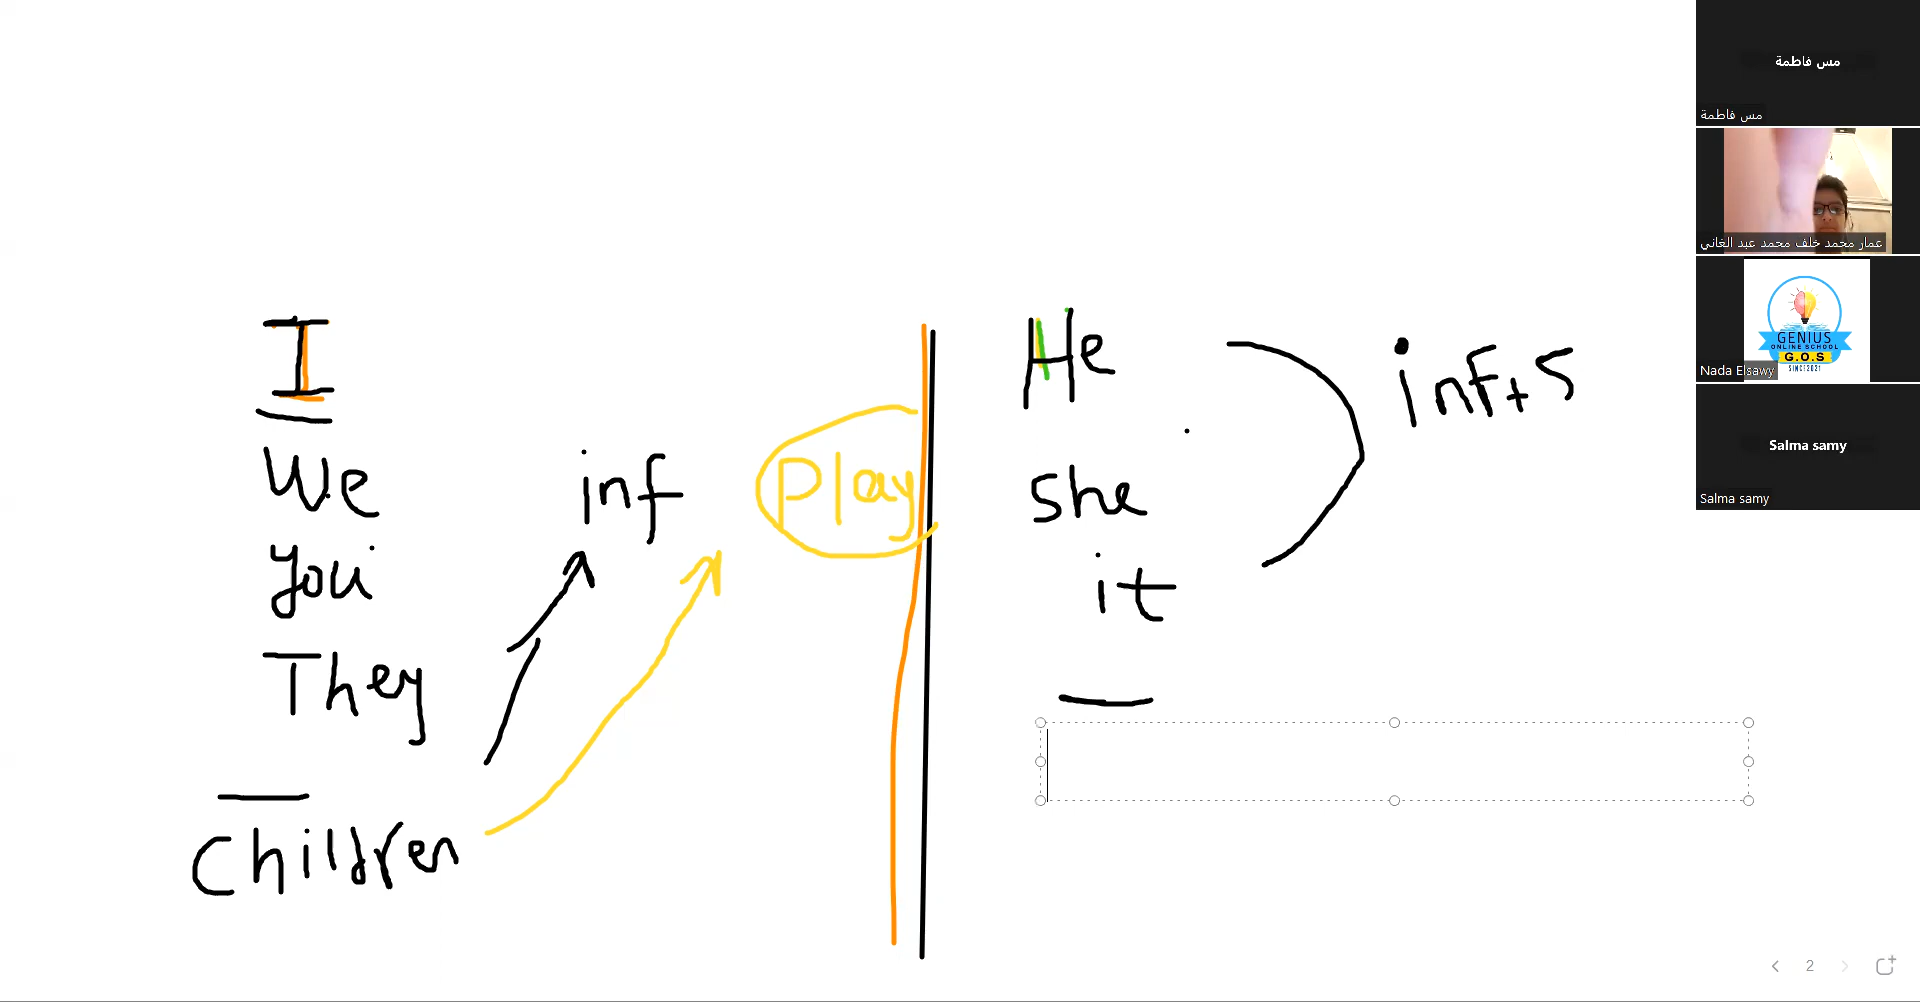 I
We
You
They
Children
inf
Play
He
she
it
inf+s
مس فاطمة
مس فاطمة
عمار محمد خلف محمد عبد الغاني
GENIUS
ONLINE SCHOOL
G.O.S
SINCE2021
Nada Elsawy
Salma samy
Salma samy
2